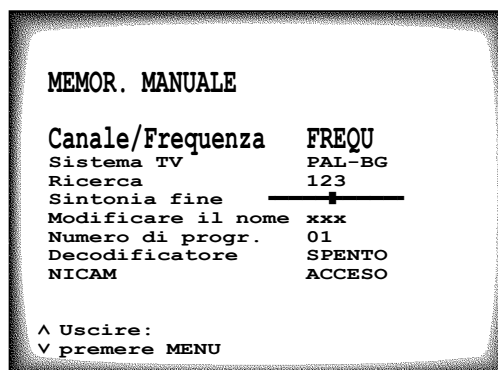 MEMOR. MANUALE
Canale/Frequenza FREQU
Sistema TV PAL-BG
Ricerca 123
Sintonia fine
Modificare il nome xxx
Numero di progr. 01
Decodificatore SPENTO
NICAM ACCESO
∧ Uscire:
∨ premere MENU